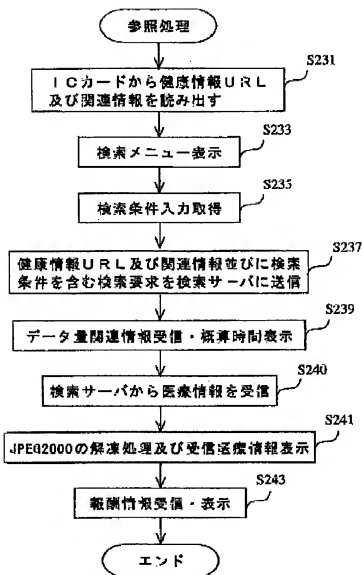 参照処理
S231
ＩＣカードから健康情報ＵＲＬ
及び関連情報を読み出す
S233
検索メニュー表示
S235
検索条件入力取得
S237
健康情報ＵＲＬ及び関連情報並びに検索
条件を含む検索要求を検索サーバに送信
S239
データ量関連情報受信・概算時間表示
S240
検索サーバから医療情報を受信
S241
JPEG2000の解凍処理及び受信医療情報表示
S243
報酬情報受信・表示
エンド